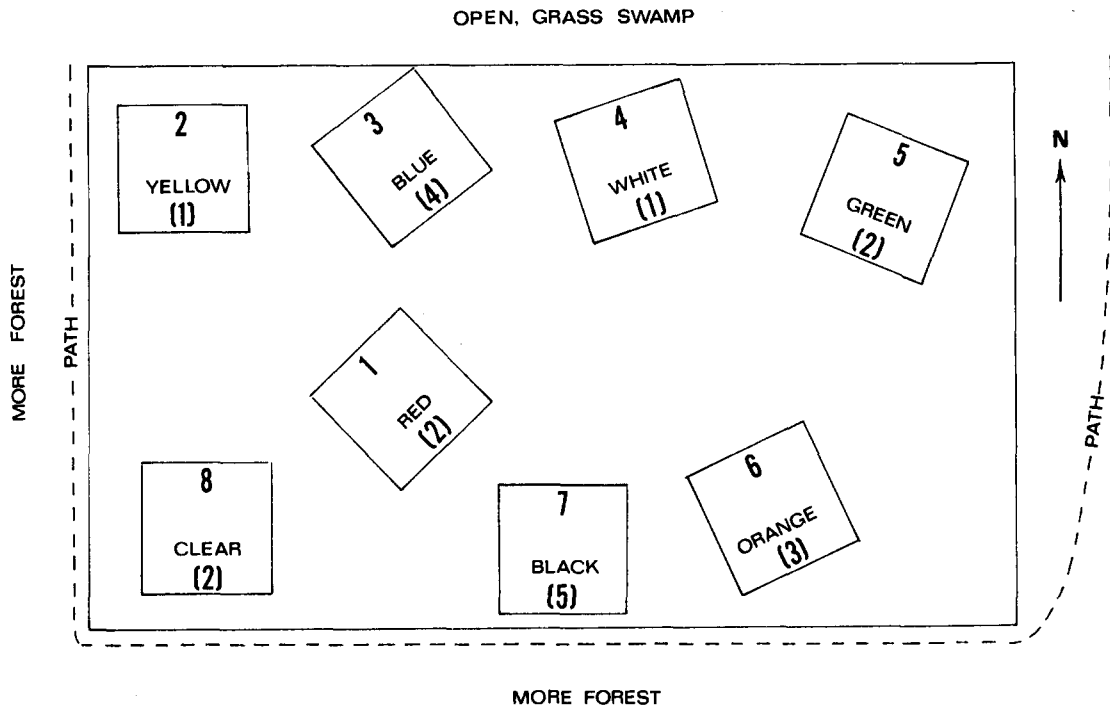 OPEN, GRASS SWAMP
2
YELLOW
(1)
3
BLUE
(4)
4
WHITE
(1)
5
GREEN
(2)
N
MORE FOREST
PATH
1
RED
(2)
PATH
8
CLEAR
(2)
7
BLACK
(5)
6
ORANGE
(3)
MORE FOREST